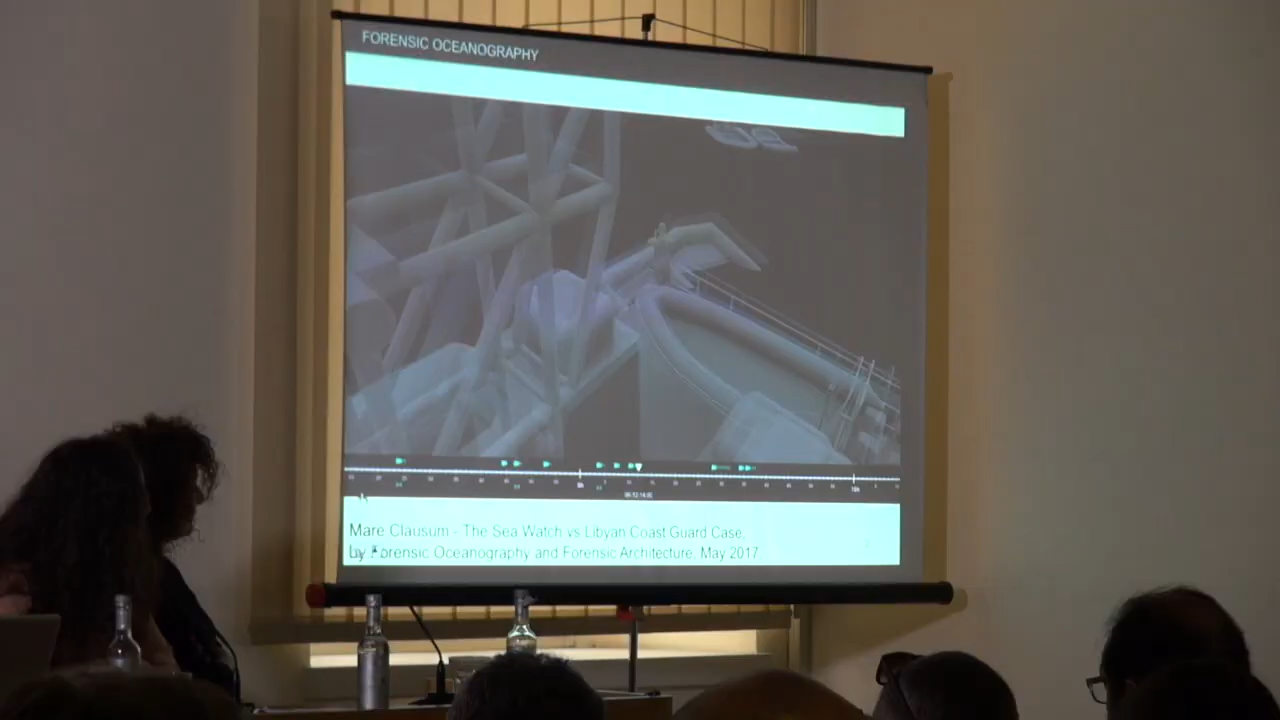 FORENSIC OCEANOGRAPHY
Mare Clausum - The Sea Watch vs Libyan Coast Guard Case,
by Forensic Oceanography and Forensic Architecture, May 2017